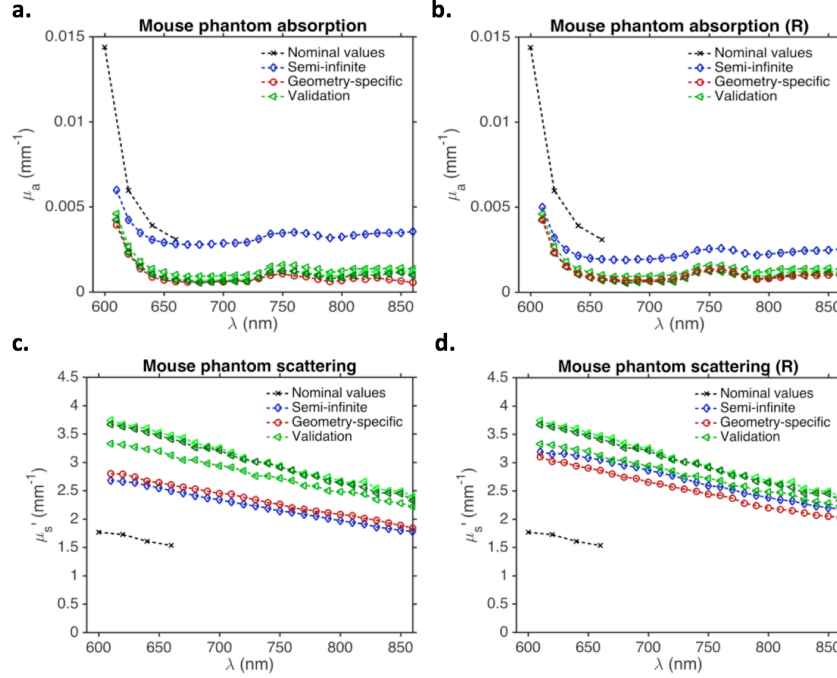 a.
Mouse phantom absorption
0.015
0.01
0.005
0
μa (mm-1)
600 650 700 750 800 850
λ (nm)
Nominal values
Semi-infinite
Geometry-specific
Validation
b.
Mouse phantom absorption (R)
0.015
0.01
0.005
0
μa (mm-1)
600 650 700 750 800 850
λ (nm)
Nominal values
Semi-infinite
Geometry-specific
Validation
c.
Mouse phantom scattering
4.5
4
3.5
3
2.5
2
1.5
1
0.5
0
μs' (mm-1)
600 650 700 750 800 850
λ (nm)
Nominal values
Semi-infinite
Geometry-specific
Validation
d.
Mouse phantom scattering (R)
4.5
4
3.5
3
2.5
2
1.5
1
0.5
0
μs' (mm-1)
600 650 700 750 800 850
λ (nm)
Nominal values
Semi-infinite
Geometry-specific
Validation